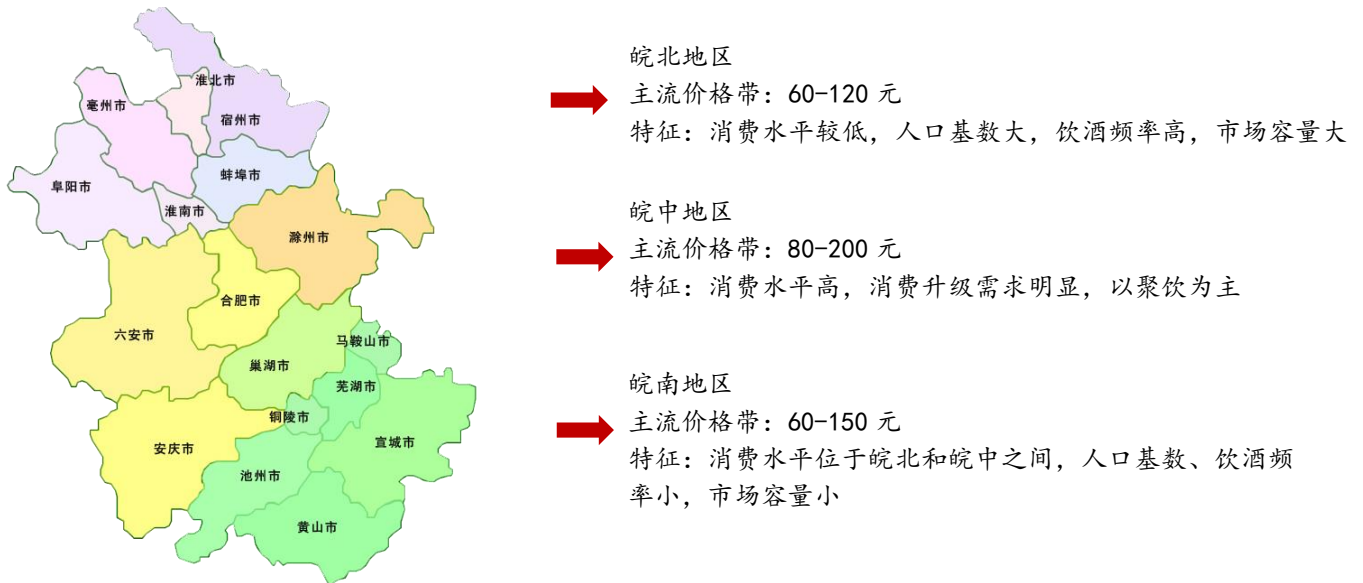 淮北市
亳州市
宿州市
蚌埠市
阜阳市
淮南市
滁州市
合肥市
六安市
马鞍山市
巢湖市
芜湖市
铜陵市
安庆市
宣城市
池州市
黄山市
皖北地区
主流价格带：60-120 元
特征：消费水平较低，人口基数大，饮酒频率高，市场容量大
皖中地区
主流价格带：80-200 元
特征：消费水平高，消费升级需求明显，以聚饮为主
皖南地区
主流价格带：60-150 元
特征：消费水平位于皖北和皖中之间，人口基数、饮酒频
率小，市场容量小